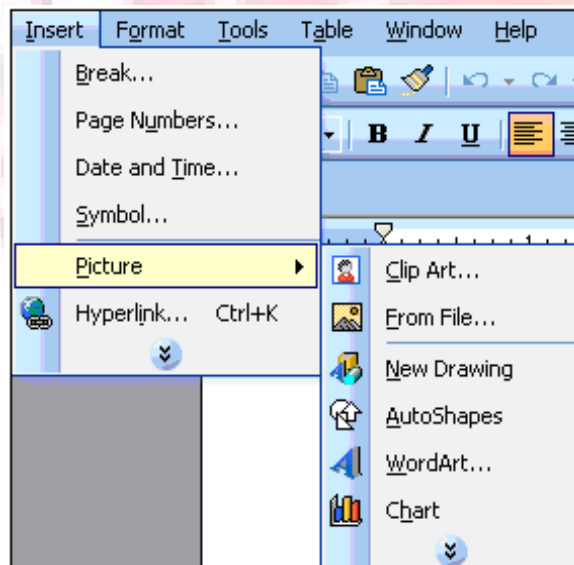 Insert Format Tools Table Window Help
Break...
Page Numbers...
Date and Time...
B I U
Symbol...
1
Picture
Clip Art...
Hyperlink... Ctrl+K
From File...
New Drawing
AutoShapes
WordArt...
Chart